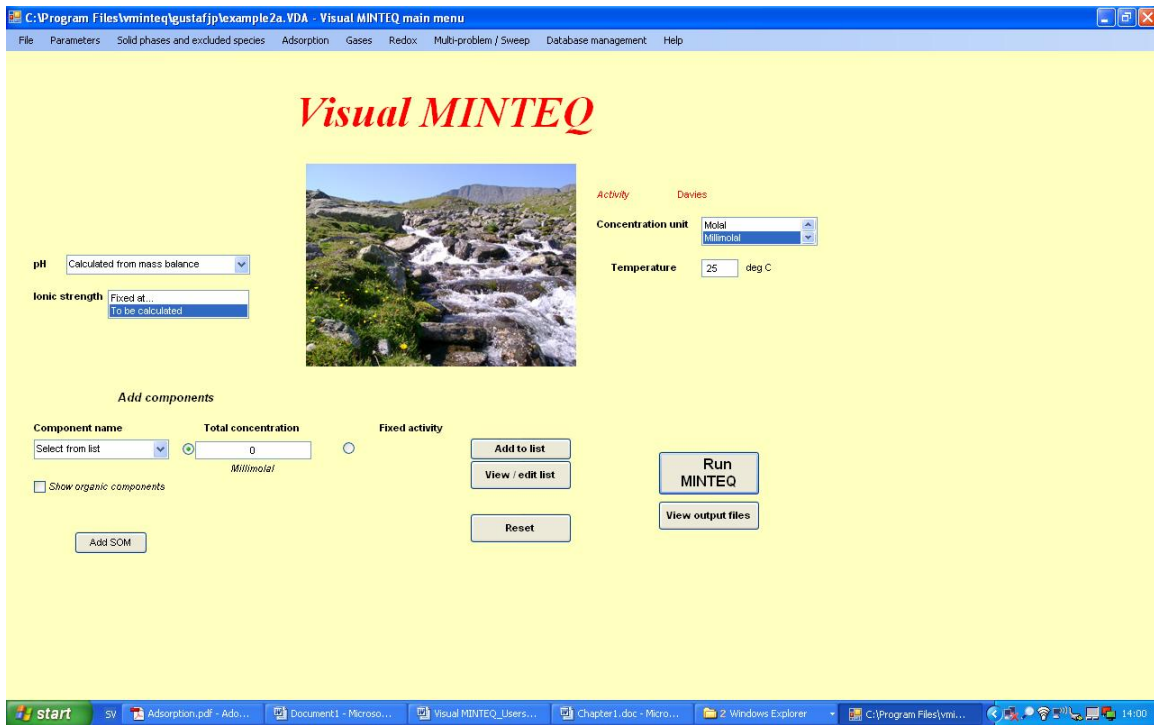 C:\Program Files\vminteq\gustafjp\example2a.VDA - Visual MINTEQ main menu
File Parameters Solid phases and excluded species Adsorption Gases Redox Multi-problem / Sweep Database management Help
Visual MINTEQ
Activity Davies
Concentration unit Molal
Millimolal
pH Calculated from mass balance
Temperature 25 deg C
Ionic strength Fixed at...
To be calculated
Add components
Component name Total concentration Fixed activity
Select from list 0 Add to list
Millimolal
View / edit list
Show organic components
Run
MINTEQ
View output files
Reset
Add SOM
start SV Adsorption.pdf - Ado... Document1 - Microso... Visual MINTEQ_Users... Chapter1.doc - Micro... 2 Windows Explorer C:\Program Files\vmi... 14:00